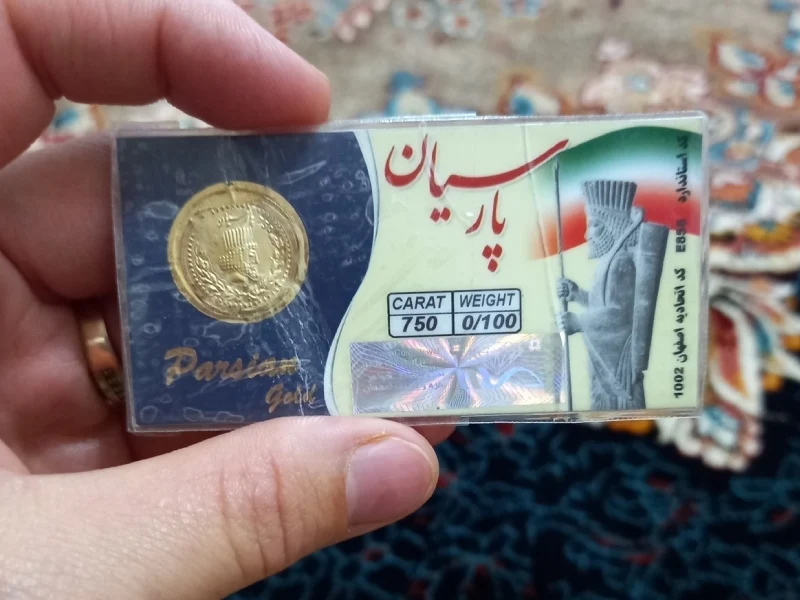 پارسیان
CARAT WEIGHT
750 0/100
Parsian
Gold
کد استاندارد E858 کد اتحادیه اصفهان 1002